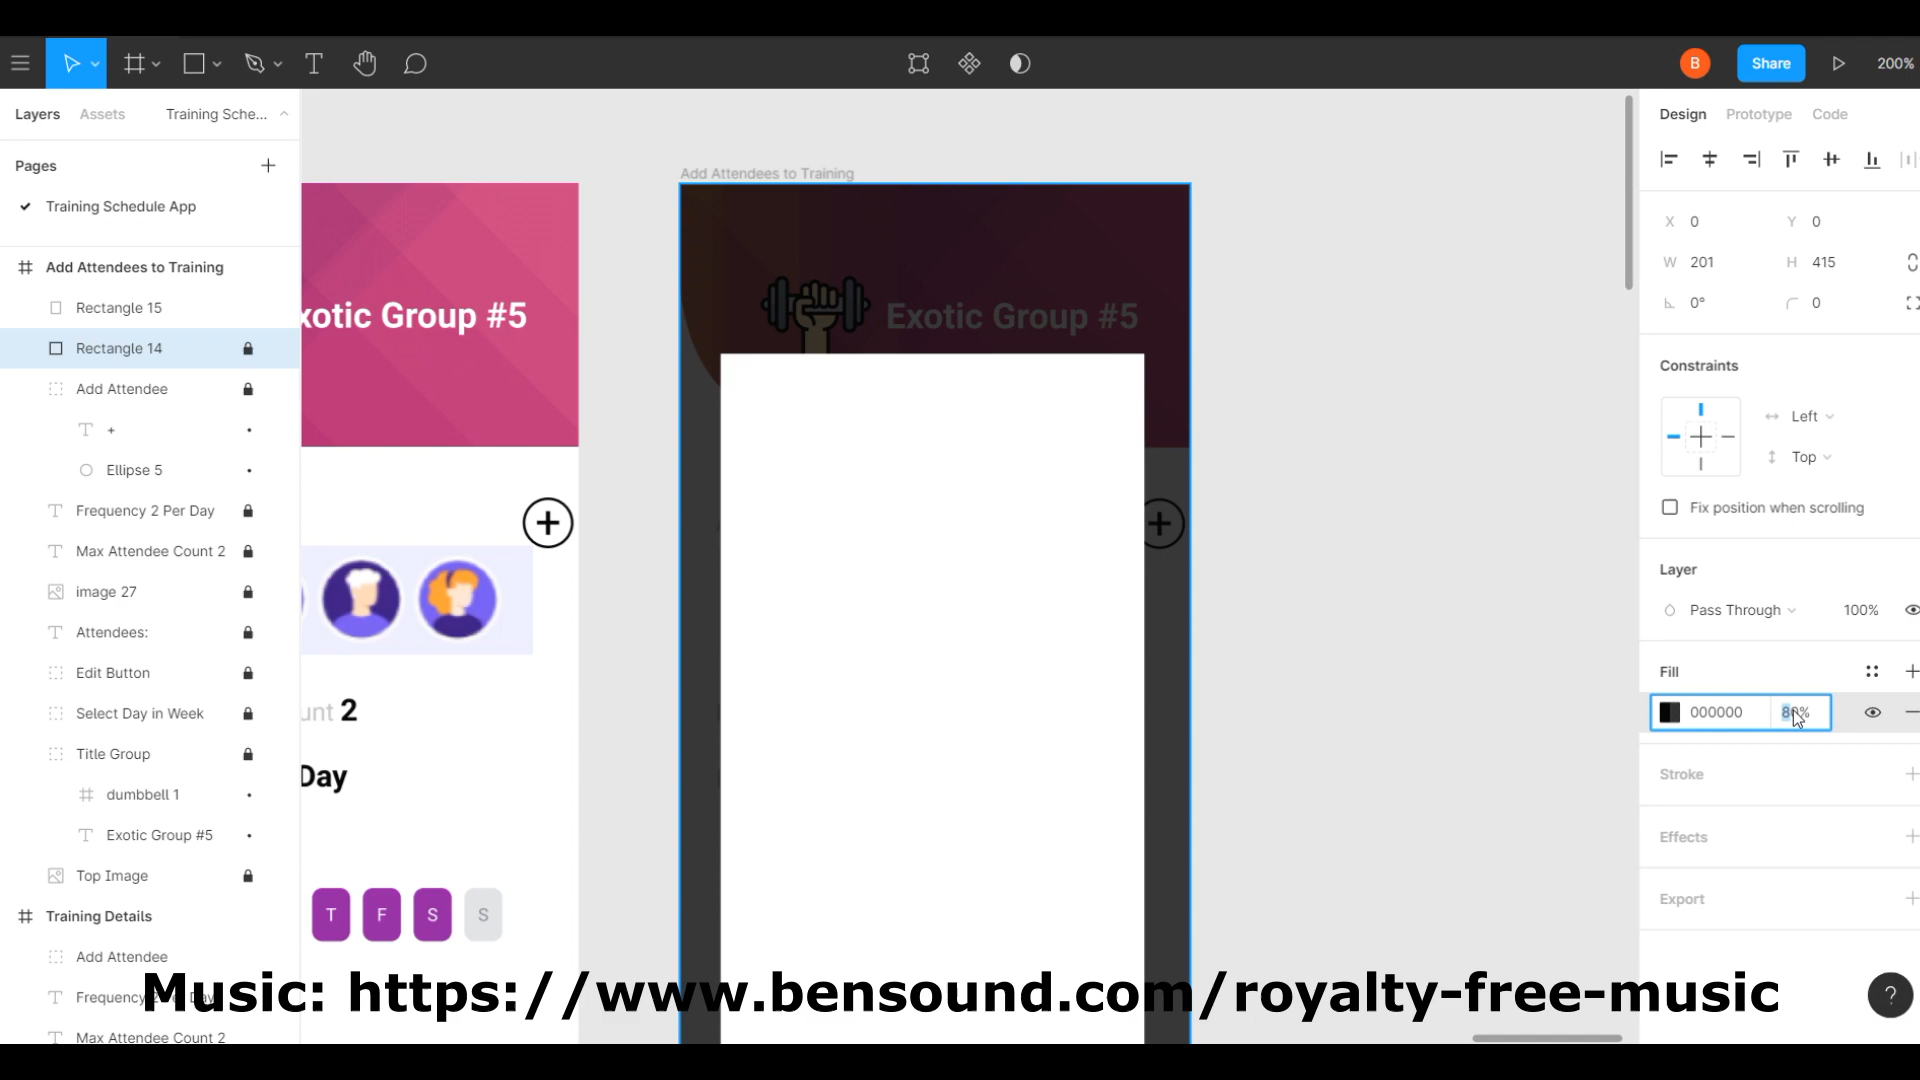 B
Share
200%
Layers
Assets
Training Sche...
Design
Prototype
Code
Pages
Training Schedule App
Add Attendees to Training
Rectangle 15
Rectangle 14
Add Attendee
+
Ellipse 5
Frequency 2 Per Day
Max Attendee Count 2
image 27
Attendees:
Edit Button
Select Day in Week
Title Group
dumbbell 1
Exotic Group #5
Top Image
Training Details
Add Attendee
Max Attendee Count 2
xotic Group #5
unt 2
Day
T F S S
Add Attendees to Training
Exotic Group #5
X 0 Y 0
W 201 H 415
0° 0
Constraints
Left
Top
Fix position when scrolling
Layer
Pass Through 100%
Fill
000000 80%
Stroke
Effects
Export
?
Music: https://www.bensound.com/royalty-free-music